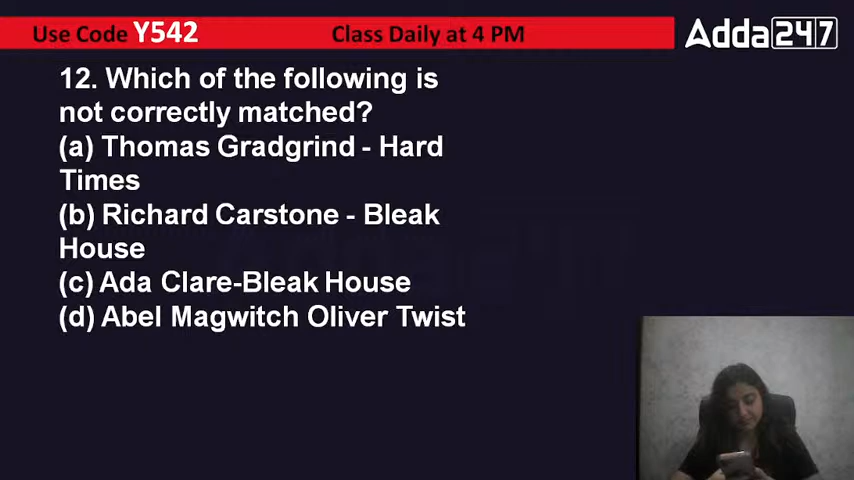 Use Code Y542 Class Daily at 4 PM Adda247
12. Which of the following is
not correctly matched?
(a) Thomas Gradgrind - Hard
Times
(b) Richard Carstone - Bleak
House
(c) Ada Clare-Bleak House
(d) Abel Magwitch Oliver Twist